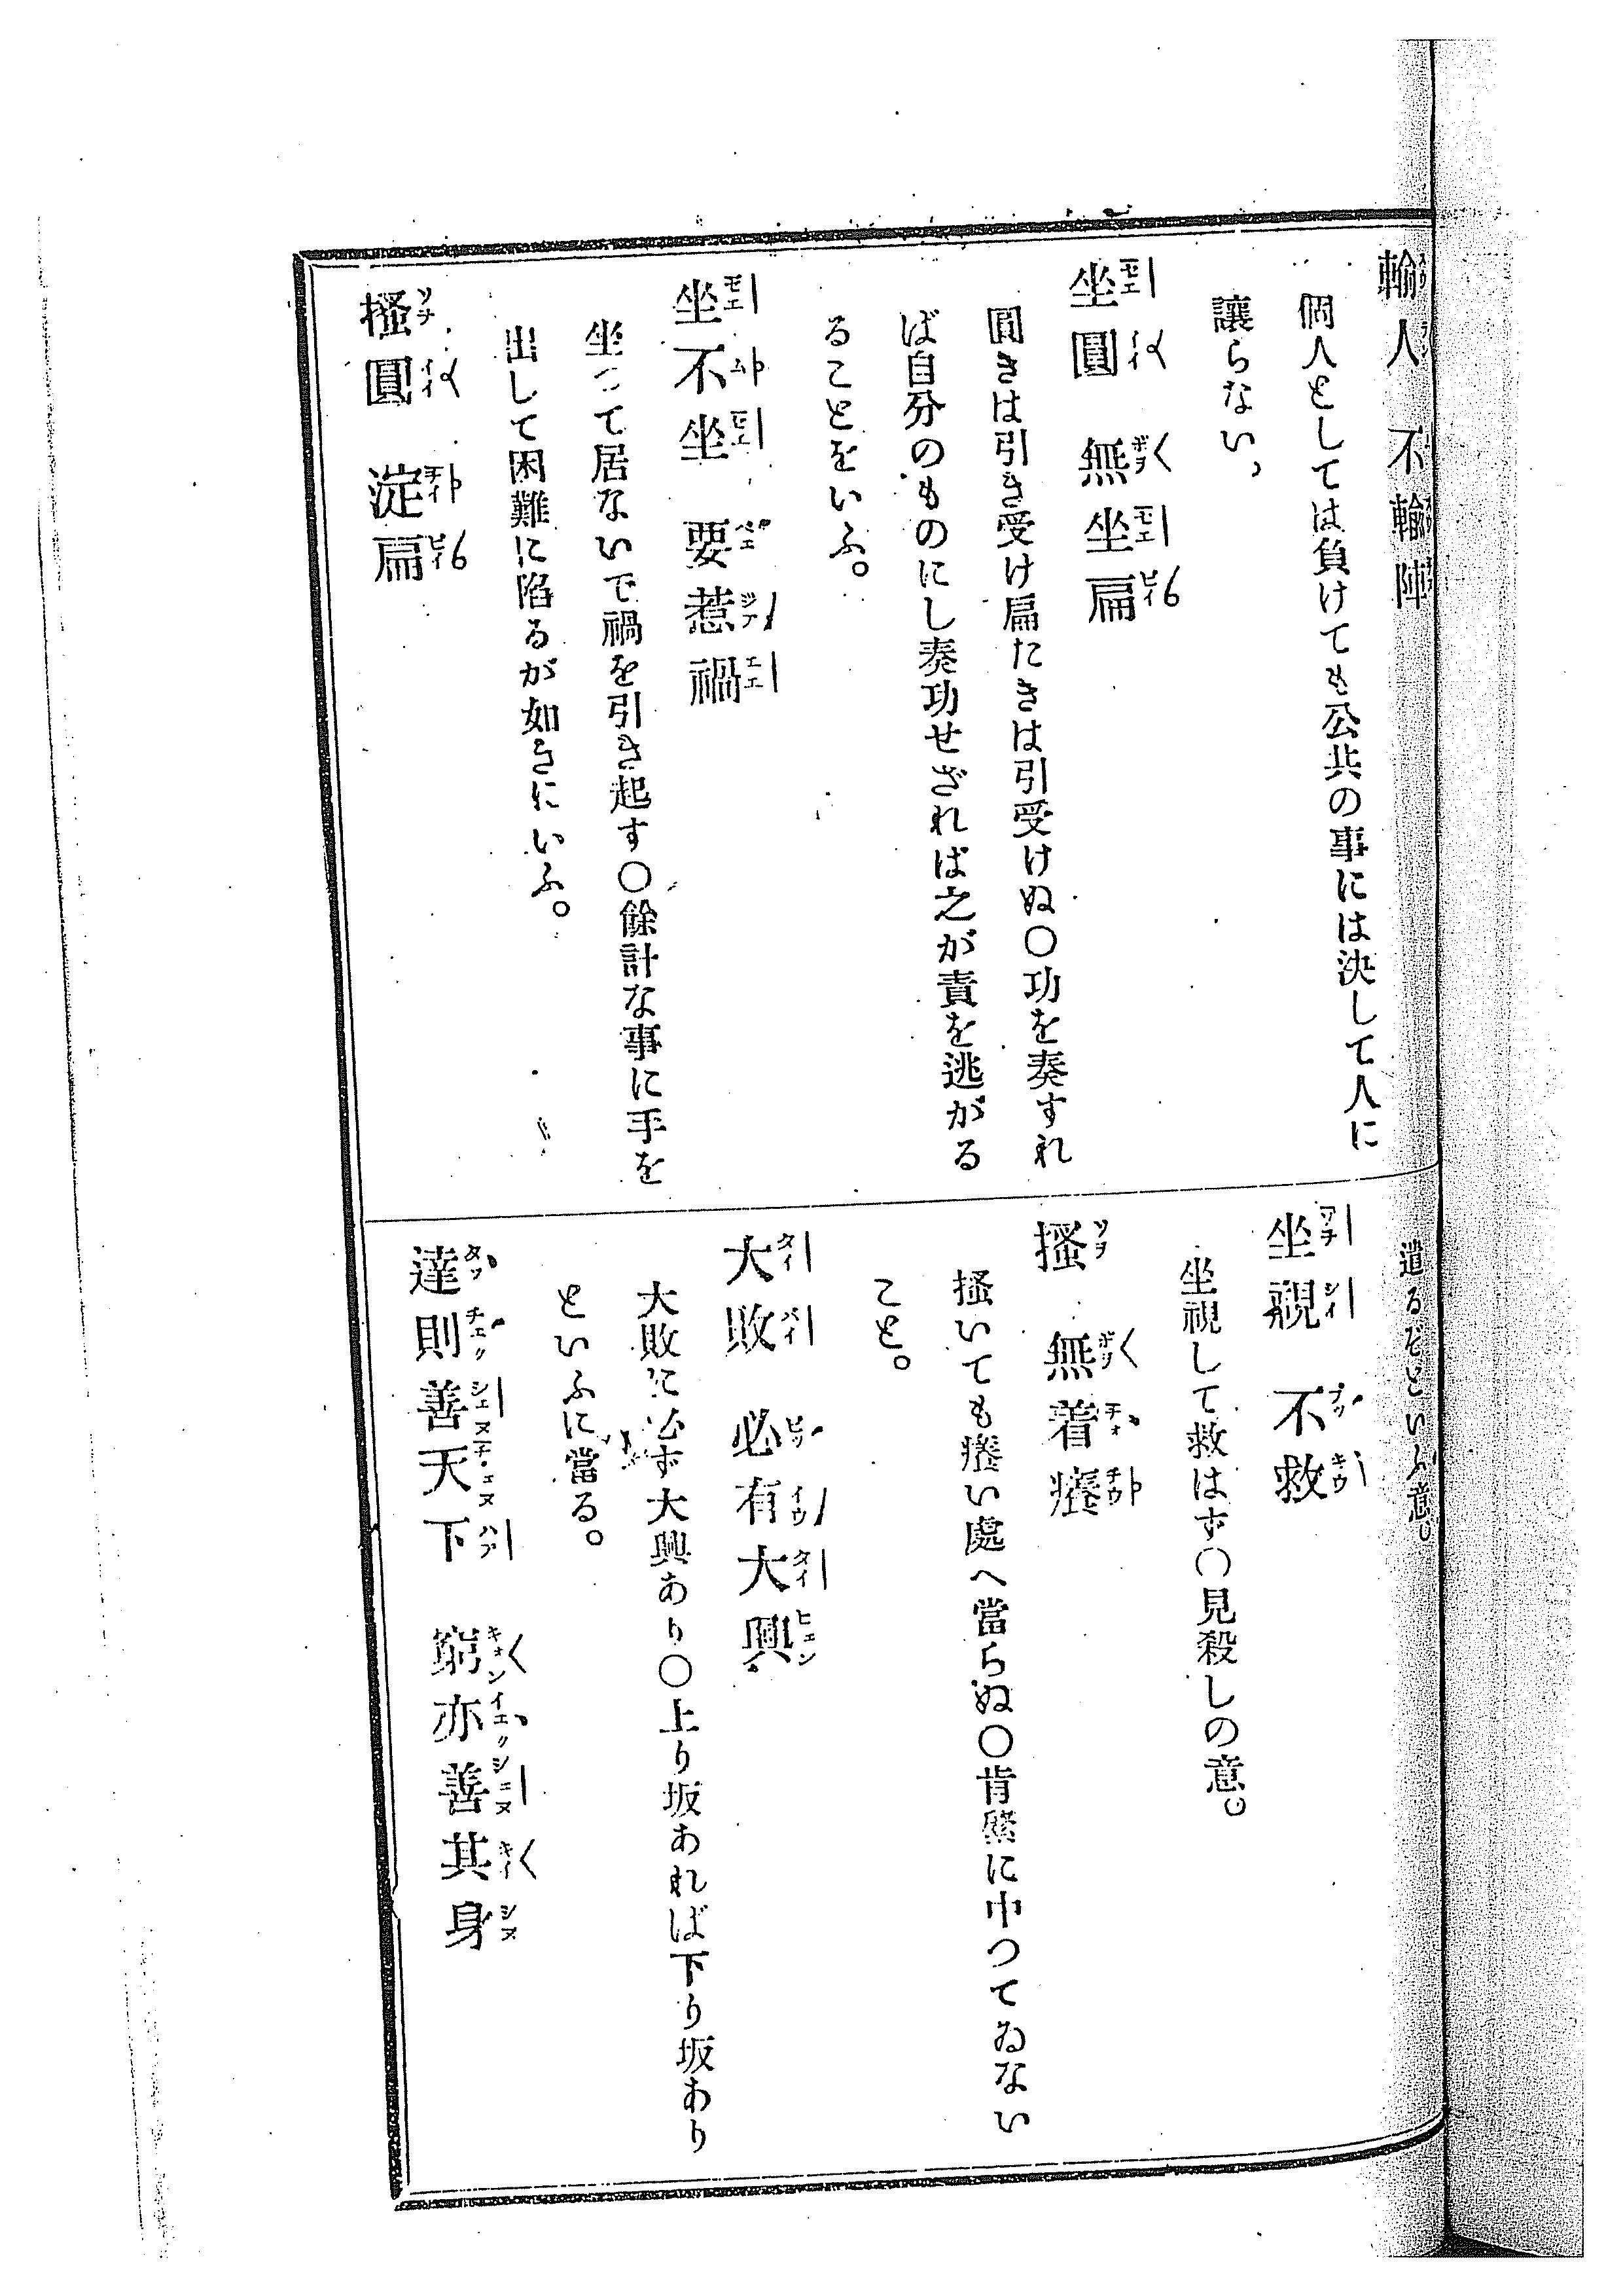 輸人 不輸陣
個人としては負けても公共の事には決して人に
讓らない、
坐圓 無坐扁
圓きは引き受け扁たきは引受けぬ〇功を奏すれ
ば自分のものにし奏功せざれば之が責を逃がる
ることをいふ。
坐不坐 要惹禍
坐つて居ないで禍を引き起す〇餘計な事に手を
出して困難に陷るが如きにいふ。
搔圓 淀扁
遣るぞといふ意。
坐視 不救
坐視して救はず〇見殺しの意。
搔 無着癢
搔いても癢い處へ當らぬ〇肯綮に中つてゐない
こと。
大敗 必有大興
大敗に必ず大興あり〇上り坂あれば下り坂あり
といふに當る。
達則善天下 窮亦善其身